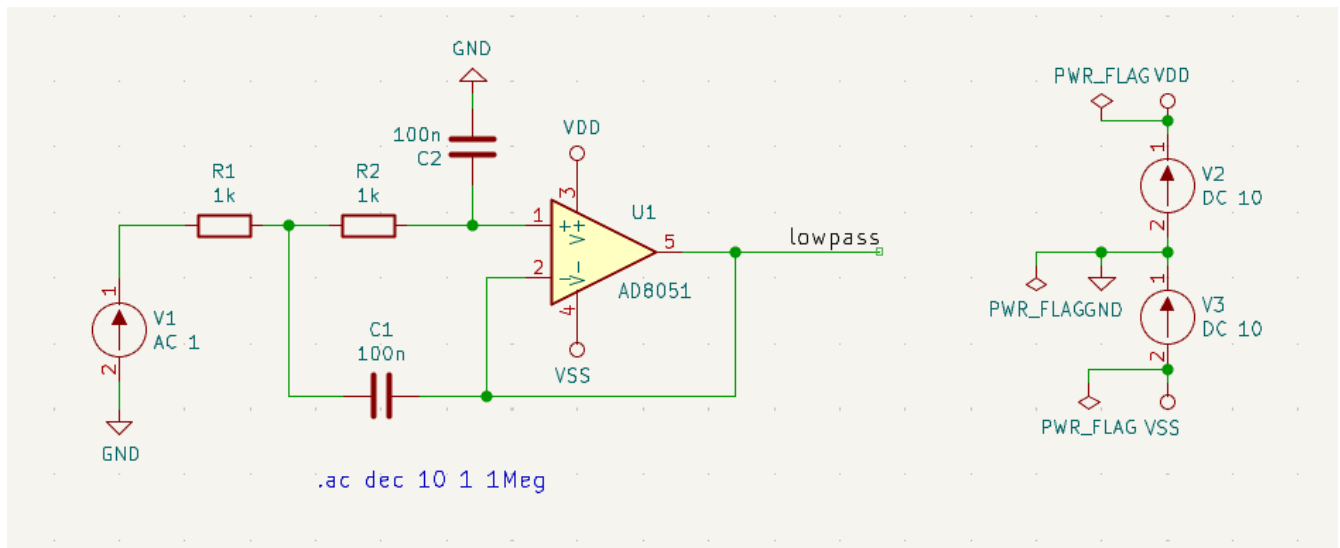 GND
PWR_FLAG VDD
100n
C2
VDD
R1
1k
R2
1k
3
1
V2
DC 10
2
1
+
V+
U1
5
lowpass
2
-
V-
AD8051
4
VSS
1
V1
AC 1
2
GND
C1
100n
PWR_FLAG GND
1
V3
DC 10
2
PWR_FLAG VSS
.ac dec 10 1 1Meg